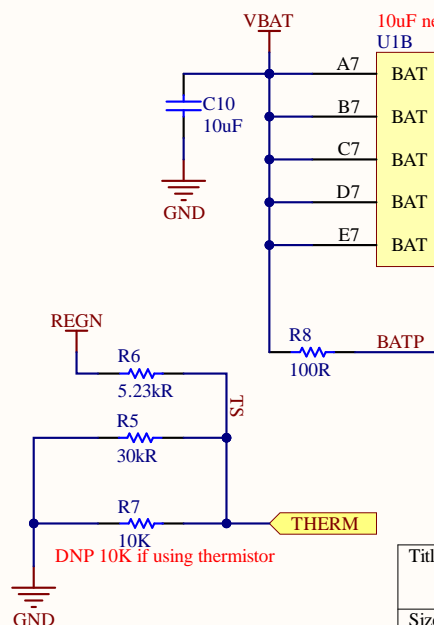 VBAT
10uF ne
U1B
A7 BAT
C10
10uF
B7 BAT
C7 BAT
GND
D7 BAT
E7 BAT
REGN
R8
100R
BATP
R6
5.23kR
TS
R5
30kR
R7
10K
THERM
DNP 10K if using thermistor
GND
Titl
Size